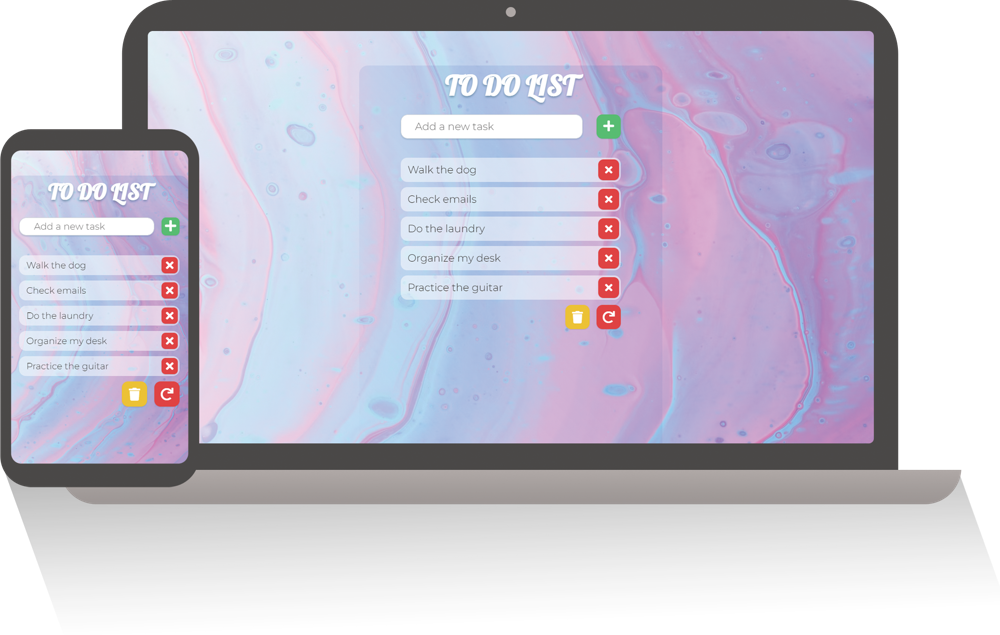 TO DO LIST
Add a new task
Walk the dog
Check emails
Do the laundry
Organize my desk
Practice the guitar
TO DO LIST
Add a new task
Walk the dog
Check emails
Do the laundry
Organize my desk
Practice the guitar